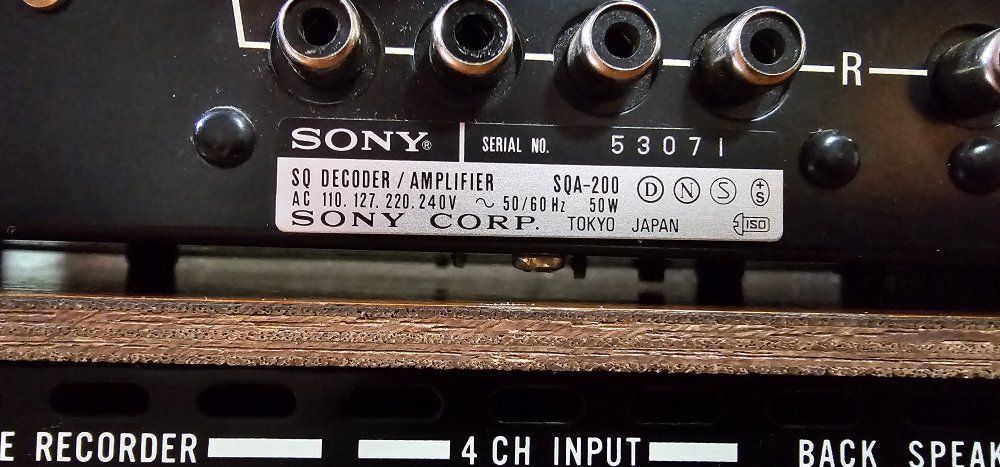 R
SONY® SERIAL NO. 53071
SQ DECODER / AMPLIFIER SQA-200 D N S +S
AC 110. 127. 220. 240V ~ 50/60 Hz 50W
SONY CORP. TOKYO JAPAN ISO
E RECORDER 4 CH INPUT BACK SPEAK